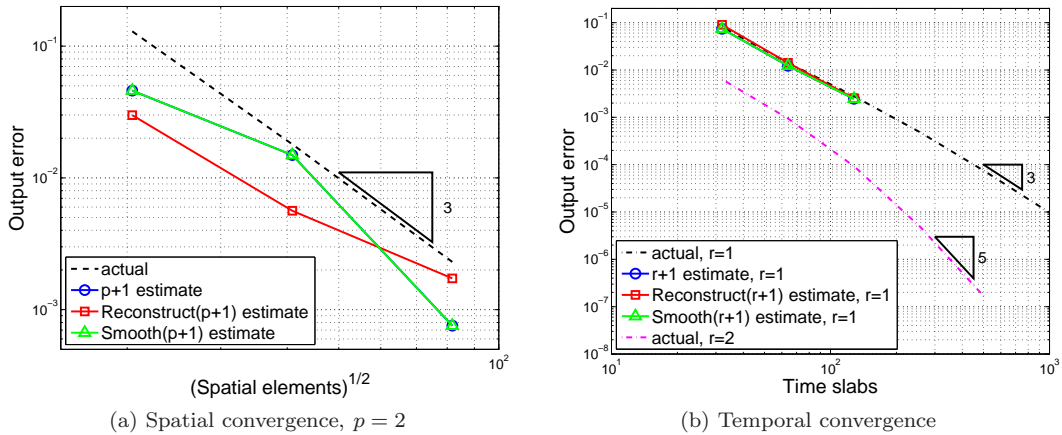 10^-1
10^-2
10^-3
10^2
Output error
(Spatial elements)^1/2
3
actual
p+1 estimate
Reconstruct(p+1) estimate
Smooth(p+1) estimate
(a) Spatial convergence, p = 2
10^-1
10^-2
10^-3
10^-4
10^-5
10^-6
10^-7
10^-8
10^1
10^2
10^3
Output error
Time slabs
3
5
actual, r=1
r+1 estimate, r=1
Reconstruct(r+1) estimate, r=1
Smooth(r+1) estimate, r=1
actual, r=2
(b) Temporal convergence